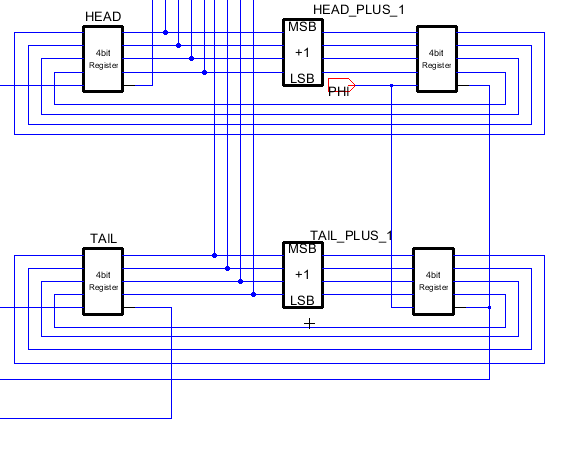 HEAD
HEAD_PLUS_1
4bit
Register
MSB
+1
LSB
4bit
Register
PHI
TAIL
TAIL_PLUS_1
4bit
Register
MSB
+1
LSB
4bit
Register